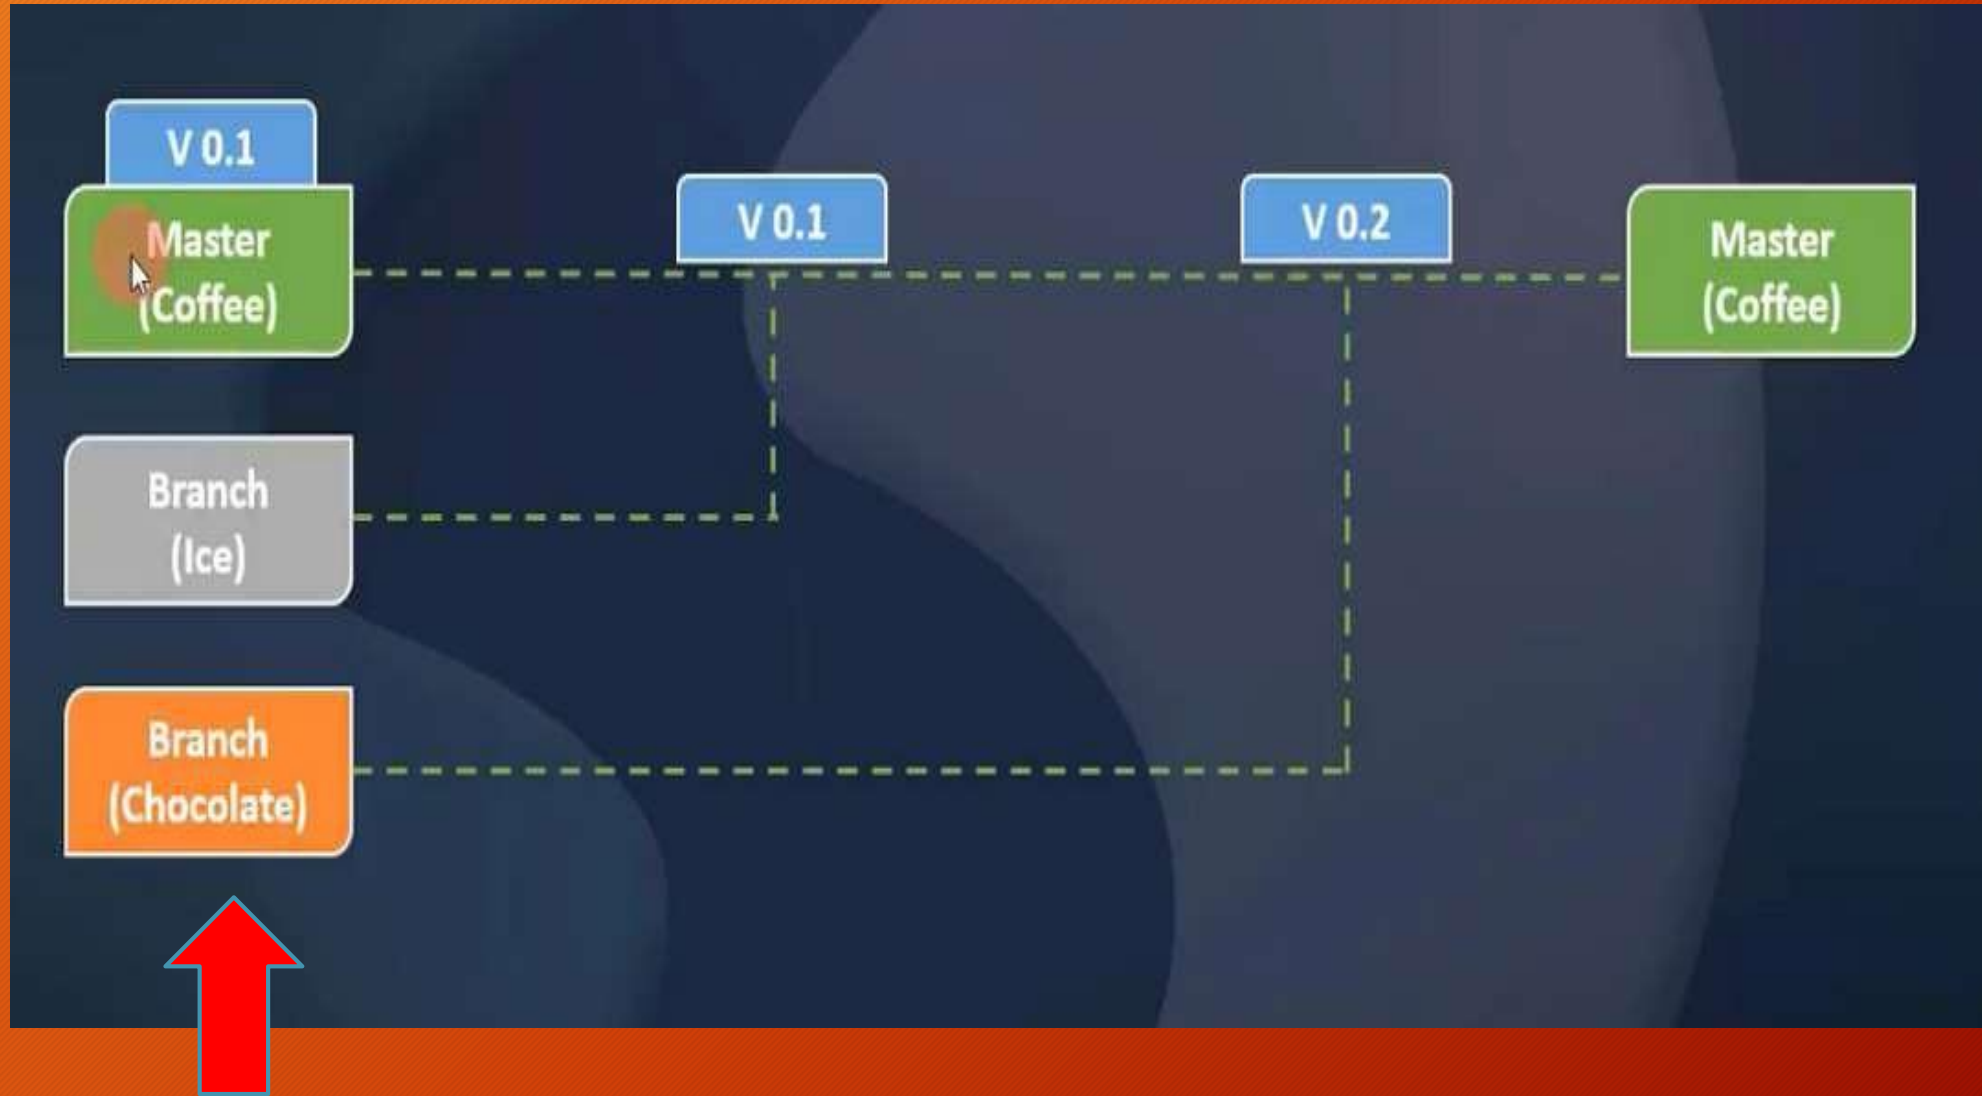 V 0.1
Master
(Coffee)
V 0.1
V 0.2
Master
(Coffee)
Branch
(Ice)
Branch
(Chocolate)